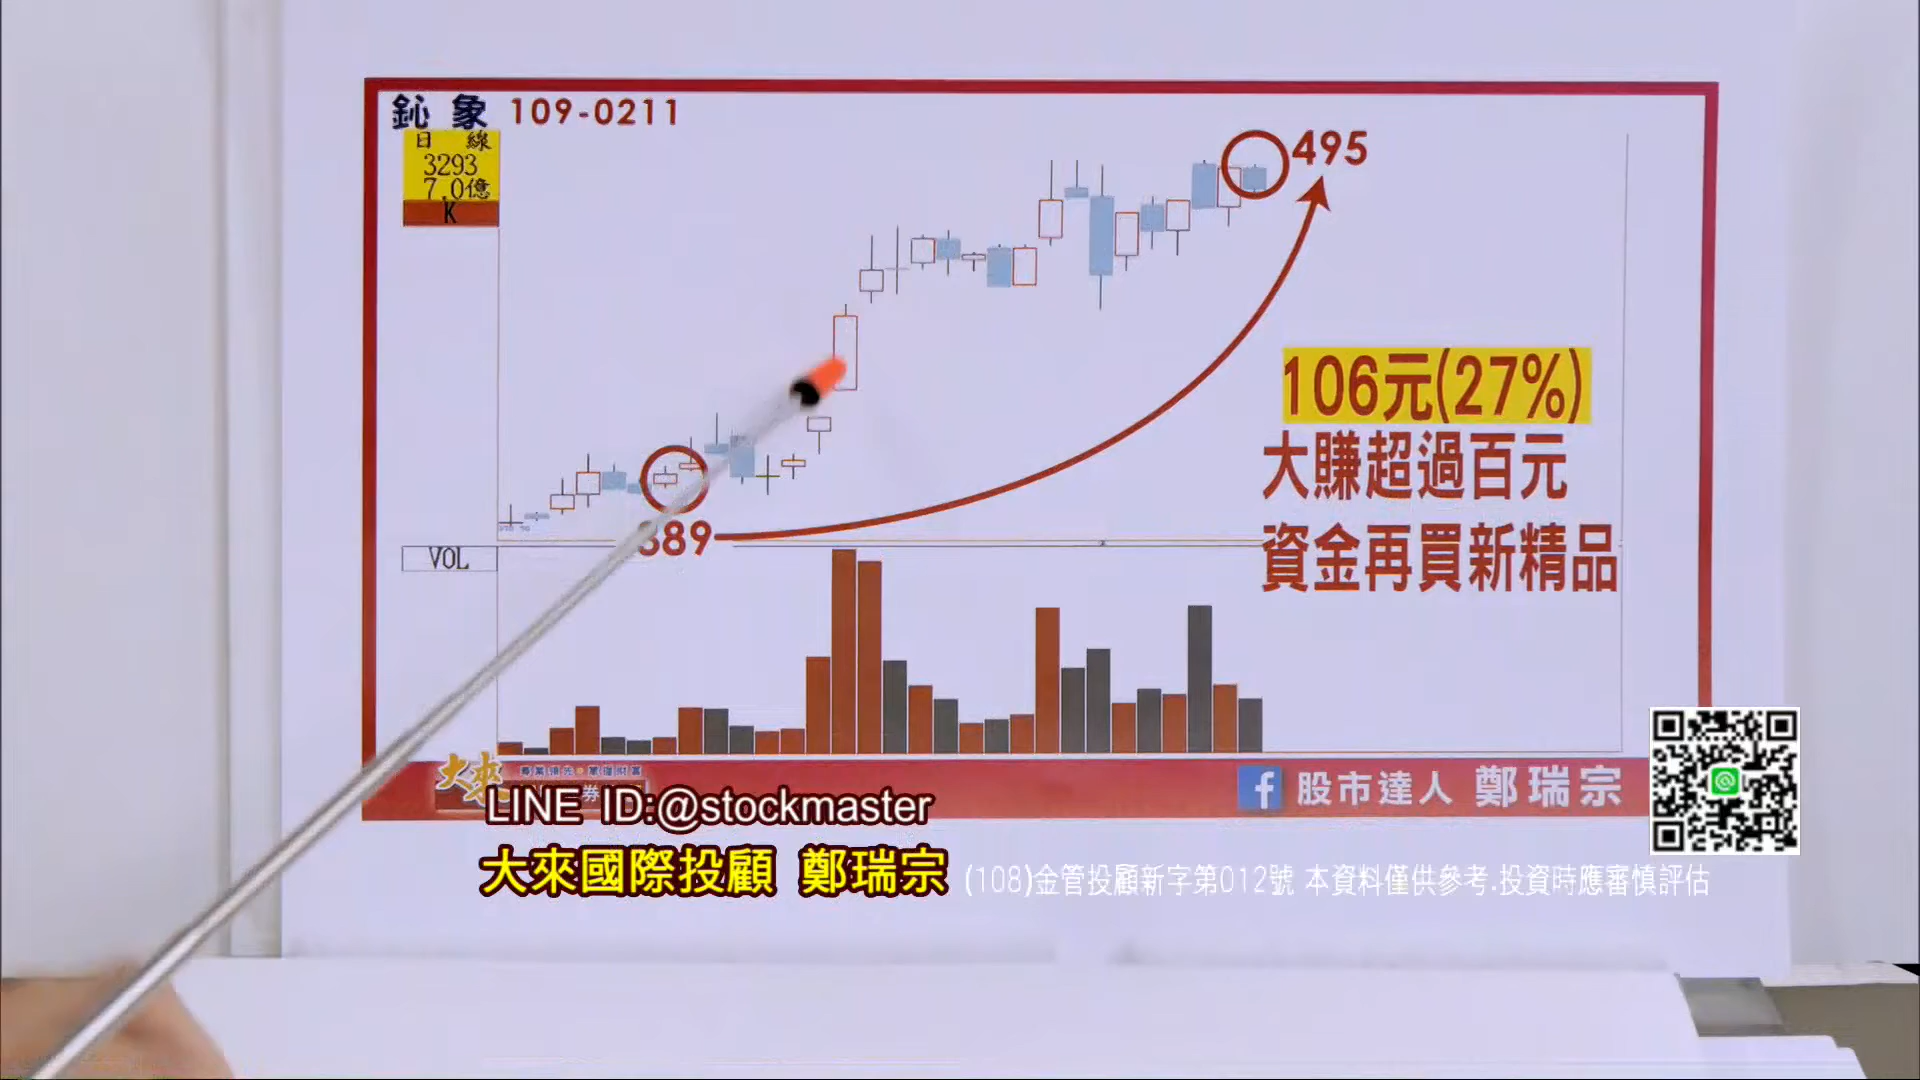 鈊象 109-0211
日線
3293
7.0億
K
495
106元(27%)
大賺超過百元
資金再買新精品
389
VOL
大來
券
股市達人 鄭瑞宗
LINE ID:@stockmaster
大來國際投顧 鄭瑞宗
(108)金管投顧新字第012號 本資料僅供參考.投資時應審慎評估